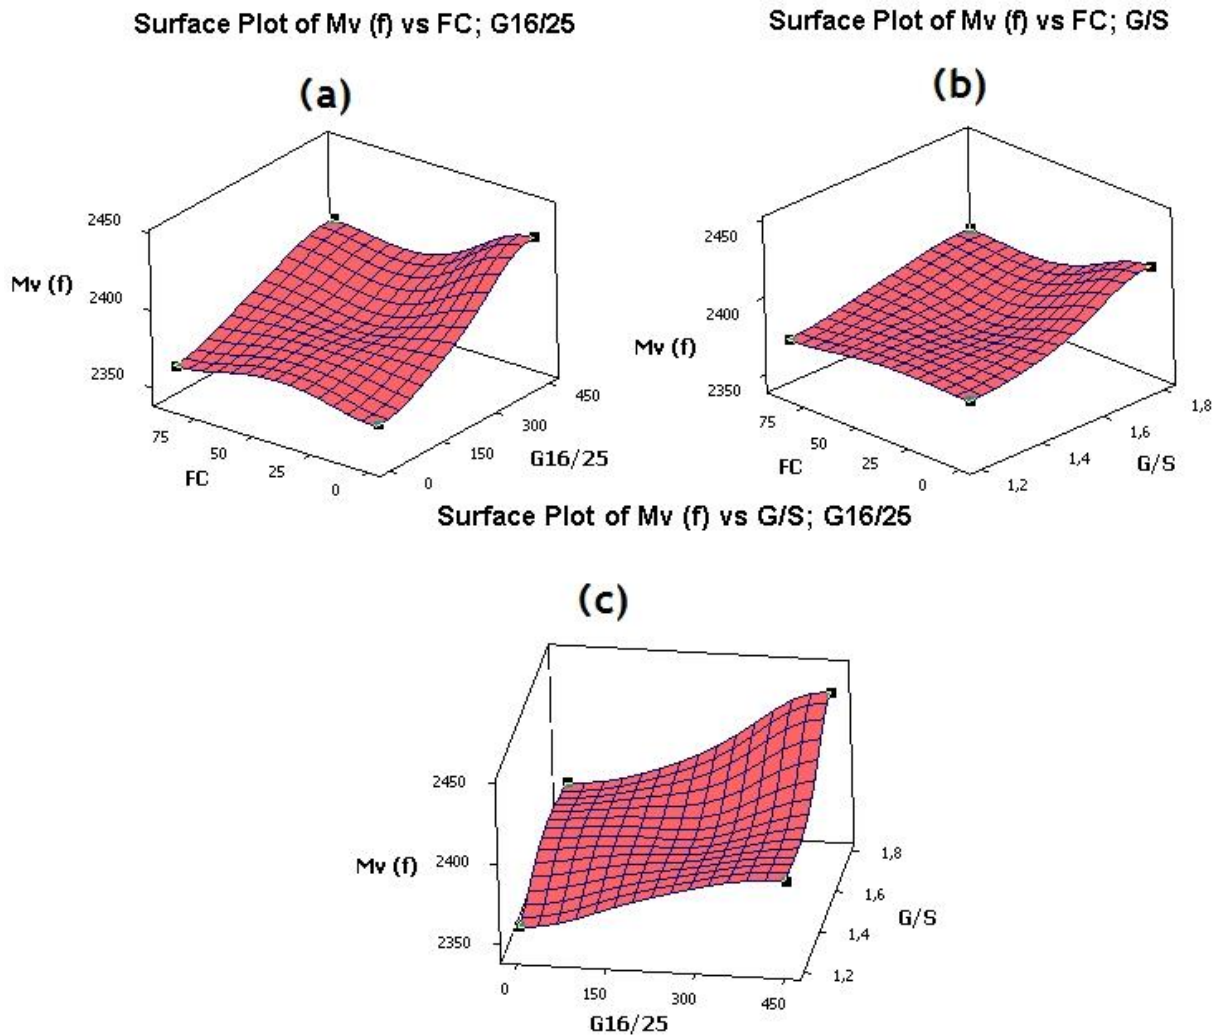 Surface Plot of Mv (f) vs FC; G16/25
Surface Plot of Mv (f) vs FC; G/S
(a)
(b)
2450
2400
2350
Mv (f)
75
50
25
0
FC
0
150
300
450
G16/25
2450
2400
2350
Mv (f)
75
50
25
0
FC
1,2
1,4
1,6
1,8
G/S
Surface Plot of Mv (f) vs G/S; G16/25
(c)
2450
2400
2350
Mv (f)
0
150
300
450
G16/25
1,8
1,6
1,4
1,2
G/S